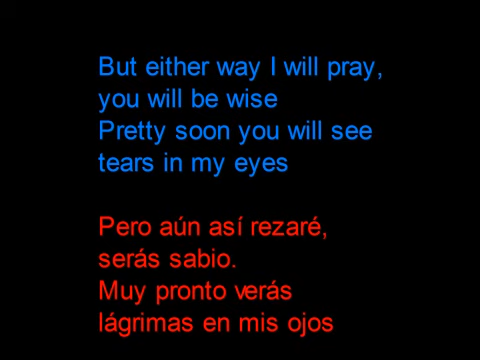 But either way I will pray,
you will be wise
Pretty soon you will see
tears in my eyes
Pero aún así rezaré,
serás sabio.
Muy pronto verás
lágrimas en mis ojos